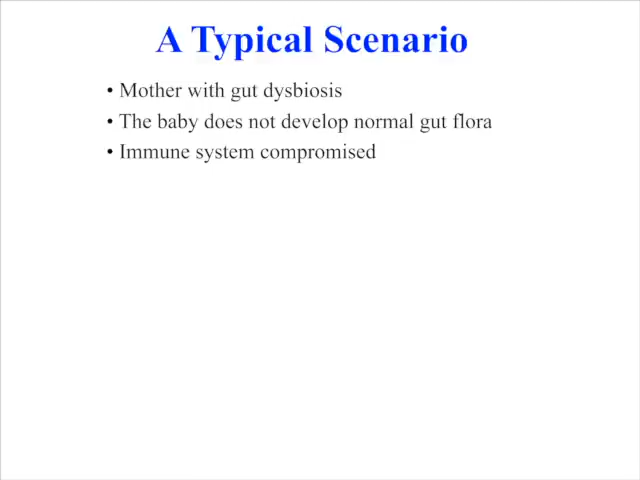 A Typical Scenario
• Mother with gut dysbiosis
• The baby does not develop normal gut flora
• Immune system compromised